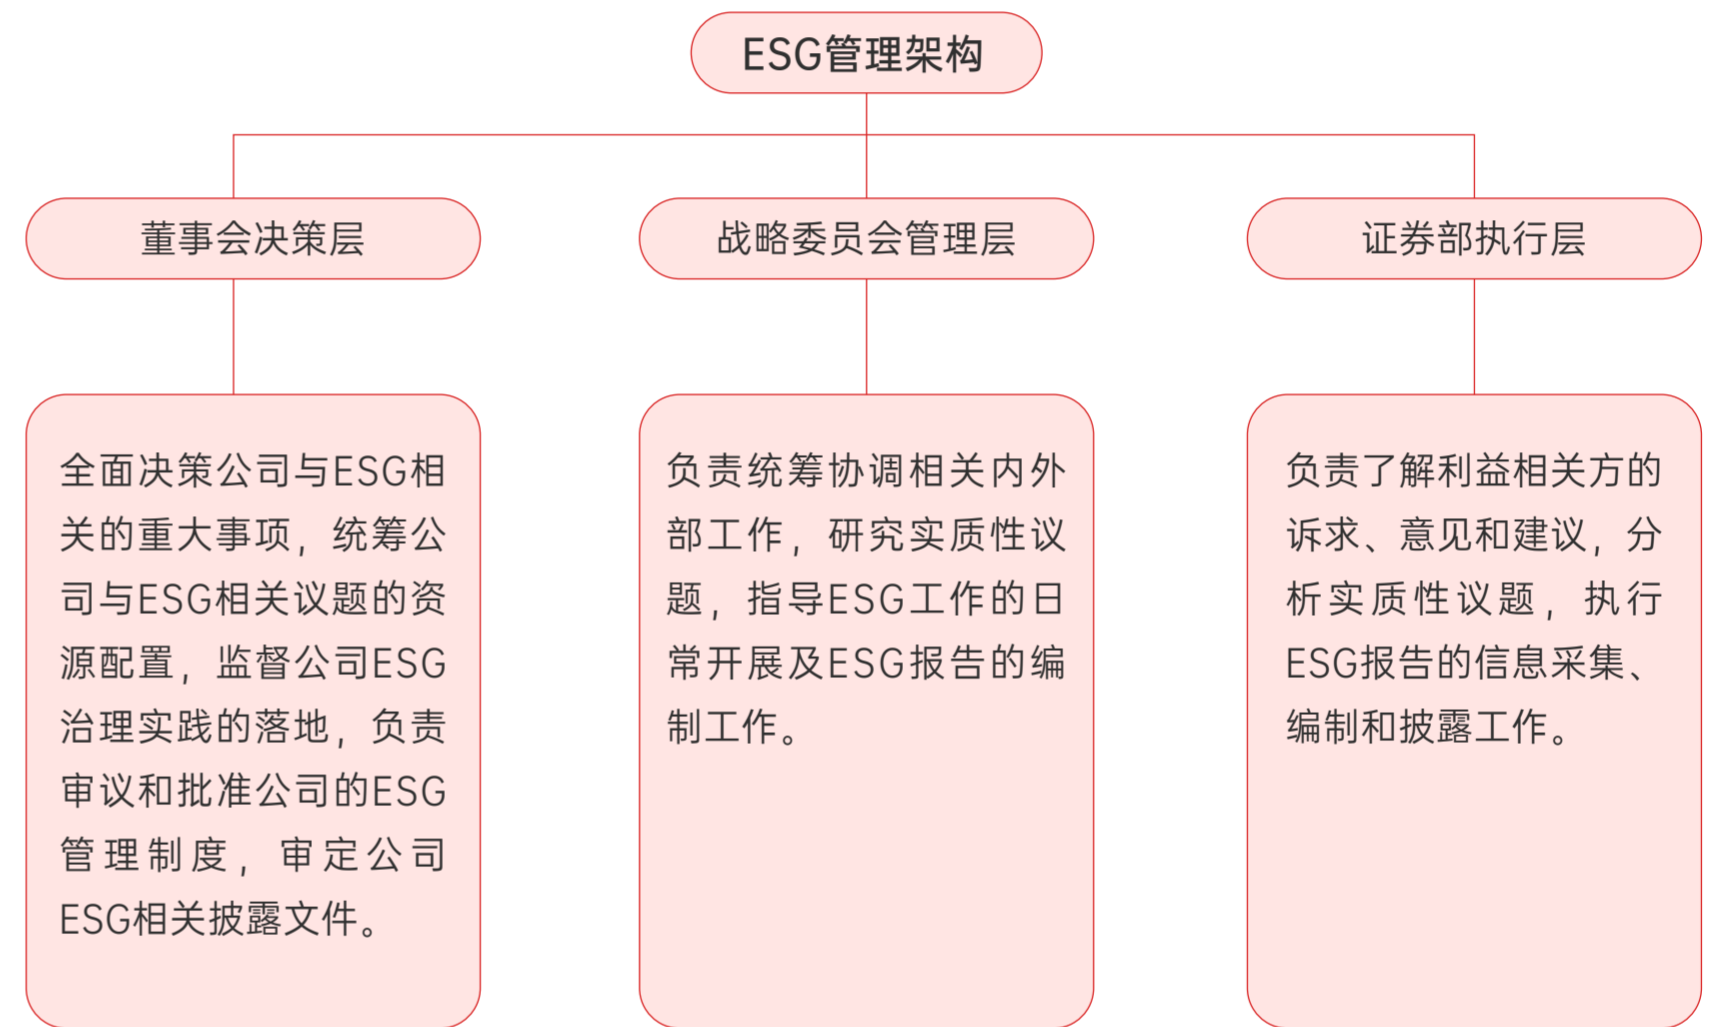 ESG管理架构
董事会决策层
战略委员会管理层
证券部执行层
全面决策公司与ESG相
关的重大事项，统筹公
司与ESG相关议题的资
源配置，监督公司ESG
治理实践的落地，负责
审议和批准公司的ESG
管理制度，审定公司
ESG相关披露文件。
负责统筹协调相关内外
部工作，研究实质性议
题，指导ESG工作的日
常开展及ESG报告的编
制工作。
负责了解利益相关方的
诉求、意见和建议，分
析实质性议题，执行
ESG报告的信息采集、
编制和披露工作。